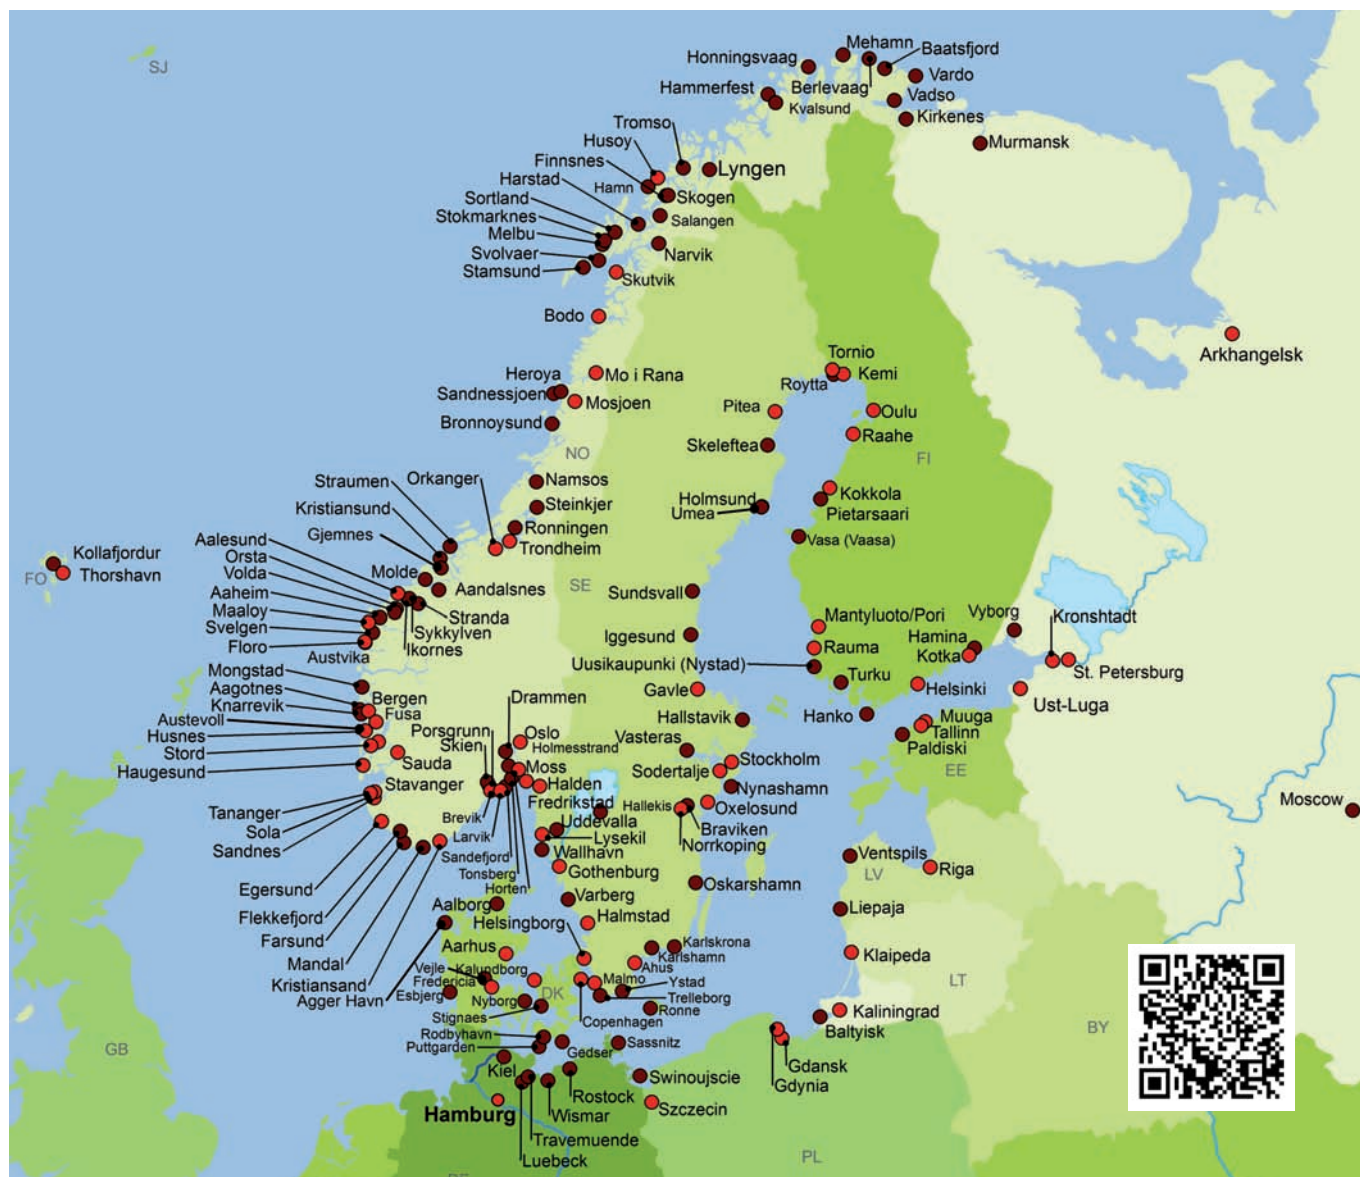 SJ
Mehamn
Honningsvaag
Baatsfjord
Vardo
Hammerfest
Berlevaag
Vadso
Kvalsund
Kirkenes
Tromso
Murmansk
Husoy
Finnsnes
Lyngen
Harstad
Hamn
Skogen
Sortland
Stokmarknes
Salangen
Melbu
Svolvaer
Narvik
Stamsund
Skutvik
Bodo
Arkhangelsk
Tornio
Heroya
Mo i Rana
Roytta
Kemi
Sandnessjoen
Mosjoen
Pitea
Oulu
Bronnoysund
Raahe
Skeleftea
NO
FI
Straumen
Orkanger
Namsos
Kokkola
Kristiansund
Steinkjer
Holmsund
Umea
Pietarsaari
Gjemnes
Ronningen
Aalesund
Trondheim
Vasa (Vaasa)
Kollafjordur
Orsta
FO
Thorshavn
Volda
Molde
SE
Aaheim
Aandalsnes
Sundsvall
Maaloy
Stranda
Mantyluoto/Pori
Vyborg
Kronshtadt
Svelgen
Sykkylven
Iggesund
Hamina
Floro
Ikornes
Rauma
Kotka
Austvika
Uusikaupunki (Nystad)
St. Petersburg
Mongstad
Turku
Aagotnes
Bergen
Drammen
Gavle
Helsinki
Knarrevik
Fusa
Ust-Luga
Austevoll
Hallstavik
Hanko
Muuga
Husnes
Porsgrunn
Oslo
Tallinn
Stord
Skien
Holmesstrand
Vasteras
Paldiski
Haugesund
Sauda
Moss
Stockholm
Sodertalje
EE
Stavanger
Halden
Nynashamn
Tananger
Fredrikstad
Hallekis
Oxelosund
Moscow
Sola
Brevik
Uddevalla
Braviken
Sandnes
Larvik
Lysekil
Norrkoping
Sandefjord
Wallhavn
Ventspils
Tonsberg
Gothenburg
LV
Riga
Egersund
Horten
Oskarshamn
Flekkefjord
Aalborg
Varberg
Liepaja
Farsund
Helsingborg
Halmstad
Mandal
Aarhus
Karlskrona
Klaipeda
Kristiansand
Karlshamn
Agger Havn
Vejle
Kalundborg
Ahus
Fredericia
DK
Malmo
Ystad
LT
Esbjerg
Nyborg
Trelleborg
Stignaes
Copenhagen
Ronne
Kaliningrad
Rodbyhavn
Baltyisk
BY
Puttgarden
Gedser
Sassnitz
GB
Kiel
Gdansk
Swinoujscie
Gdynia
Rostock
Hamburg
Wismar
Szczecin
Travemuende
Luebeck
PL